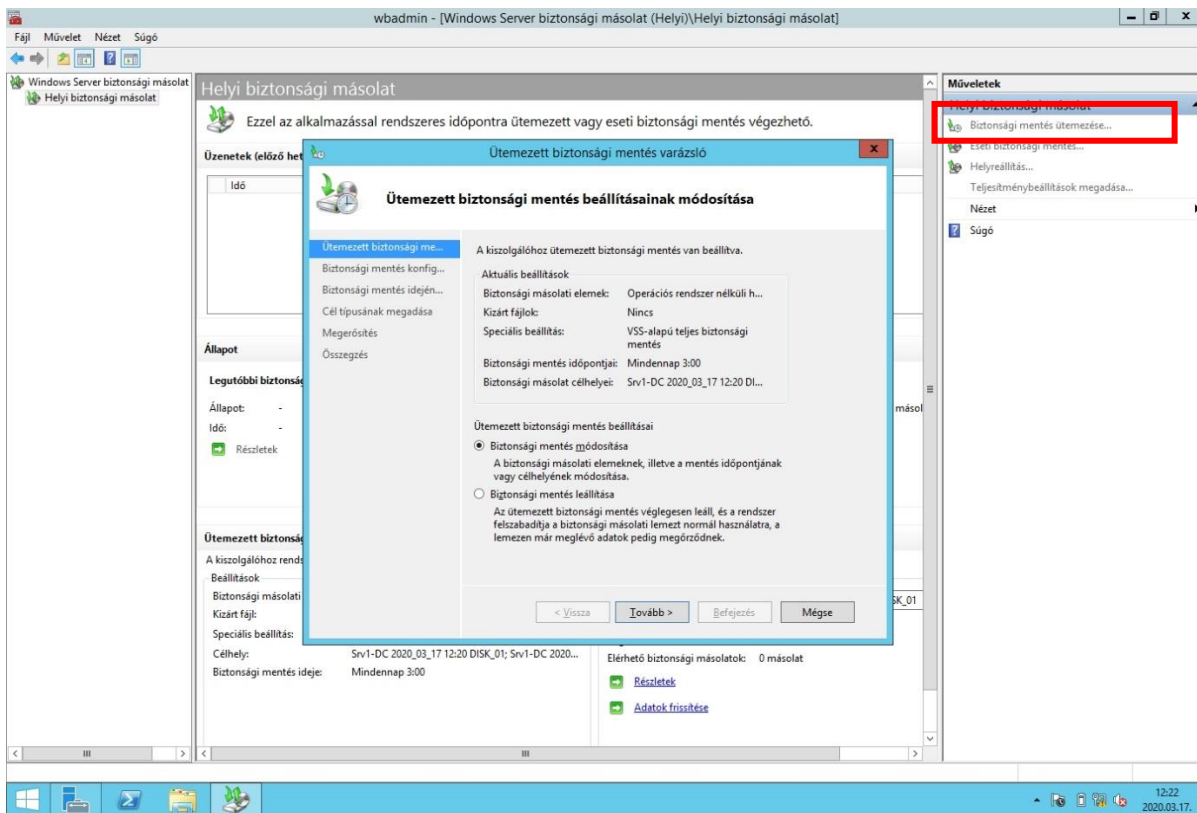 wbadmin - [Windows Server biztonsági másolat (Helyi)\Helyi biztonsági másolat]
Fájl Művelet Nézet Súgó
Windows Server biztonsági másolat
Helyi biztonsági másolat
Helyi biztonsági másolat
Ezzel az alkalmazással rendszeres időpontra ütemezett vagy eseti biztonsági mentés végezhető.
Üzenetek (előző het
Idő
Állapot
Legutóbbi biztonság
Állapot: -
Idő: -
Részletek
másol
Ütemezett biztonság
A kiszolgálóhoz rends
Beállítások
Biztonsági másolati
Kizárt fájl:
Speciális beállítás:
Célhely: Srv1-DC 2020_03_17 12:20 DISK_01; Srv1-DC 2020...
Biztonsági mentés ideje: Mindennap 3:00
SK_01
Elérhető biztonsági másolatok: 0 másolat
Részletek
Adatok frissítése
Ütemezett biztonsági mentés varázsló
Ütemezett biztonsági mentés beállításainak módosítása
Ütemezett biztonsági me...
Biztonsági mentés konfig...
Biztonsági mentés idején...
Cél típusának megadása
Megerősítés
Összegzés
A kiszolgálóhoz ütemezett biztonsági mentés van beállítva.
Aktuális beállítások
Biztonsági másolati elemek: Operációs rendszer nélküli h...
Kizárt fájlok: Nincs
Speciális beállítás: VSS-alapú teljes biztonsági
mentés
Biztonsági mentés időpontjai: Mindennap 3:00
Biztonsági másolat célhelyei: Srv1-DC 2020_03_17 12:20 DI...
Ütemezett biztonsági mentés beállításai
Biztonsági mentés módosítása
A biztonsági másolati elemeknek, illetve a mentés időpontjának
vagy célhelyének módosítása.
Biztonsági mentés leállítása
Az ütemezett biztonsági mentés véglegesen leáll, és a rendszer
felszabadítja a biztonsági másolati lemezt normál használatra, a
lemezen már meglévő adatok pedig megőrződnek.
< Vissza Tovább > Befejezés Mégse
Műveletek
Helyi biztonsági másolat
Biztonsági mentés ütemezése...
Eseti biztonsági mentés...
Helyreállítás...
Teljesítménybeállítások megadása...
Nézet
Súgó
12:22
2020.03.17.